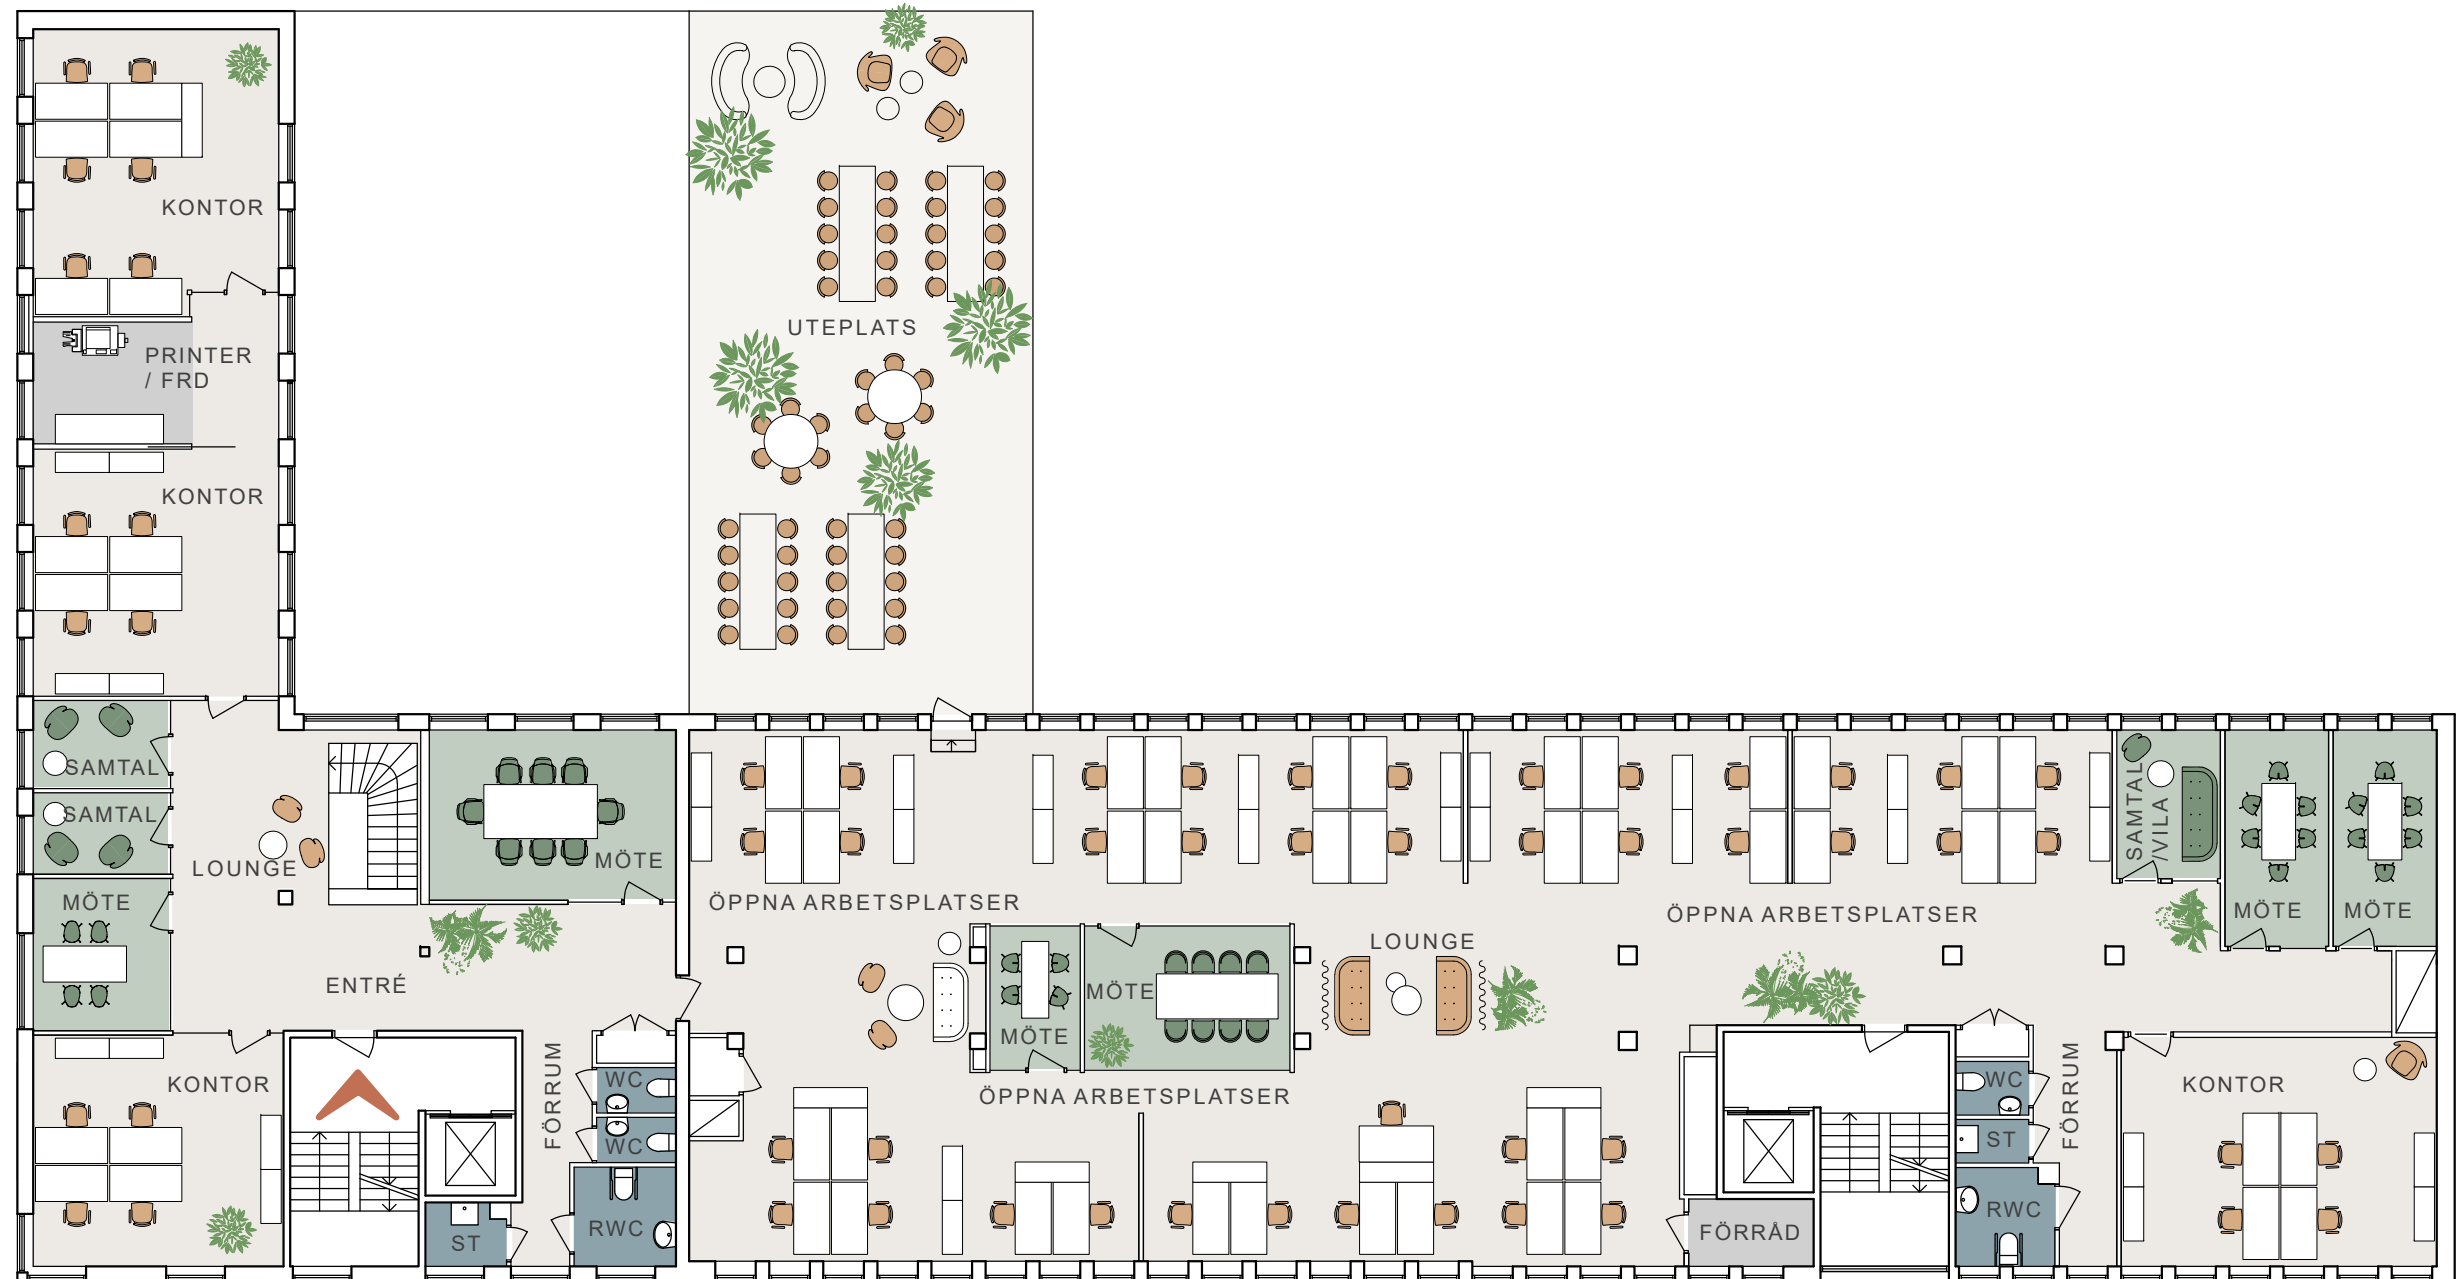 KONTOR
PRINTER
/ FRD
KONTOR
UTEPLATS
SAMTAL
SAMTAL
LOUNGE
MÖTE
MÖTE
ENTRÉ
KONTOR
FÖRRUM
WC
WC
RWC
ST
ÖPPNA ARBETSPLATSER
MÖTE
MÖTE
LOUNGE
ÖPPNA ARBETSPLATSER
ÖPPNA ARBETSPLATSER
SAMTAL
/VILA
MÖTE
MÖTE
FÖRRÅD
WC
ST
RWC
FÖRRUM
KONTOR